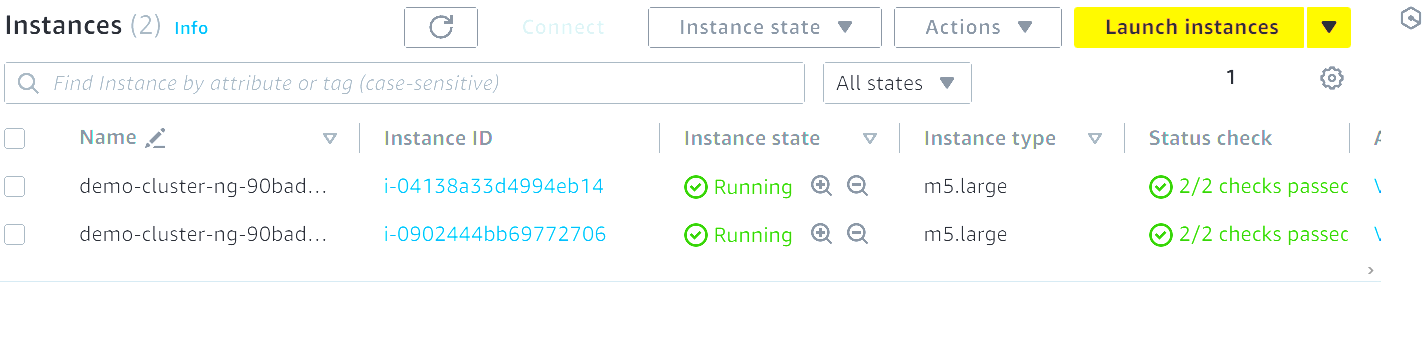 Instances (2) Info Connect Instance state Actions Launch instances
Find Instance by attribute or tag (case-sensitive) All states 1
Name Instance ID Instance state Instance type Status check
demo-cluster-ng-90bad... i-04138a33d4994eb14 Running m5.large 2/2 checks passed
demo-cluster-ng-90bad... i-0902444bb69772706 Running m5.large 2/2 checks passed